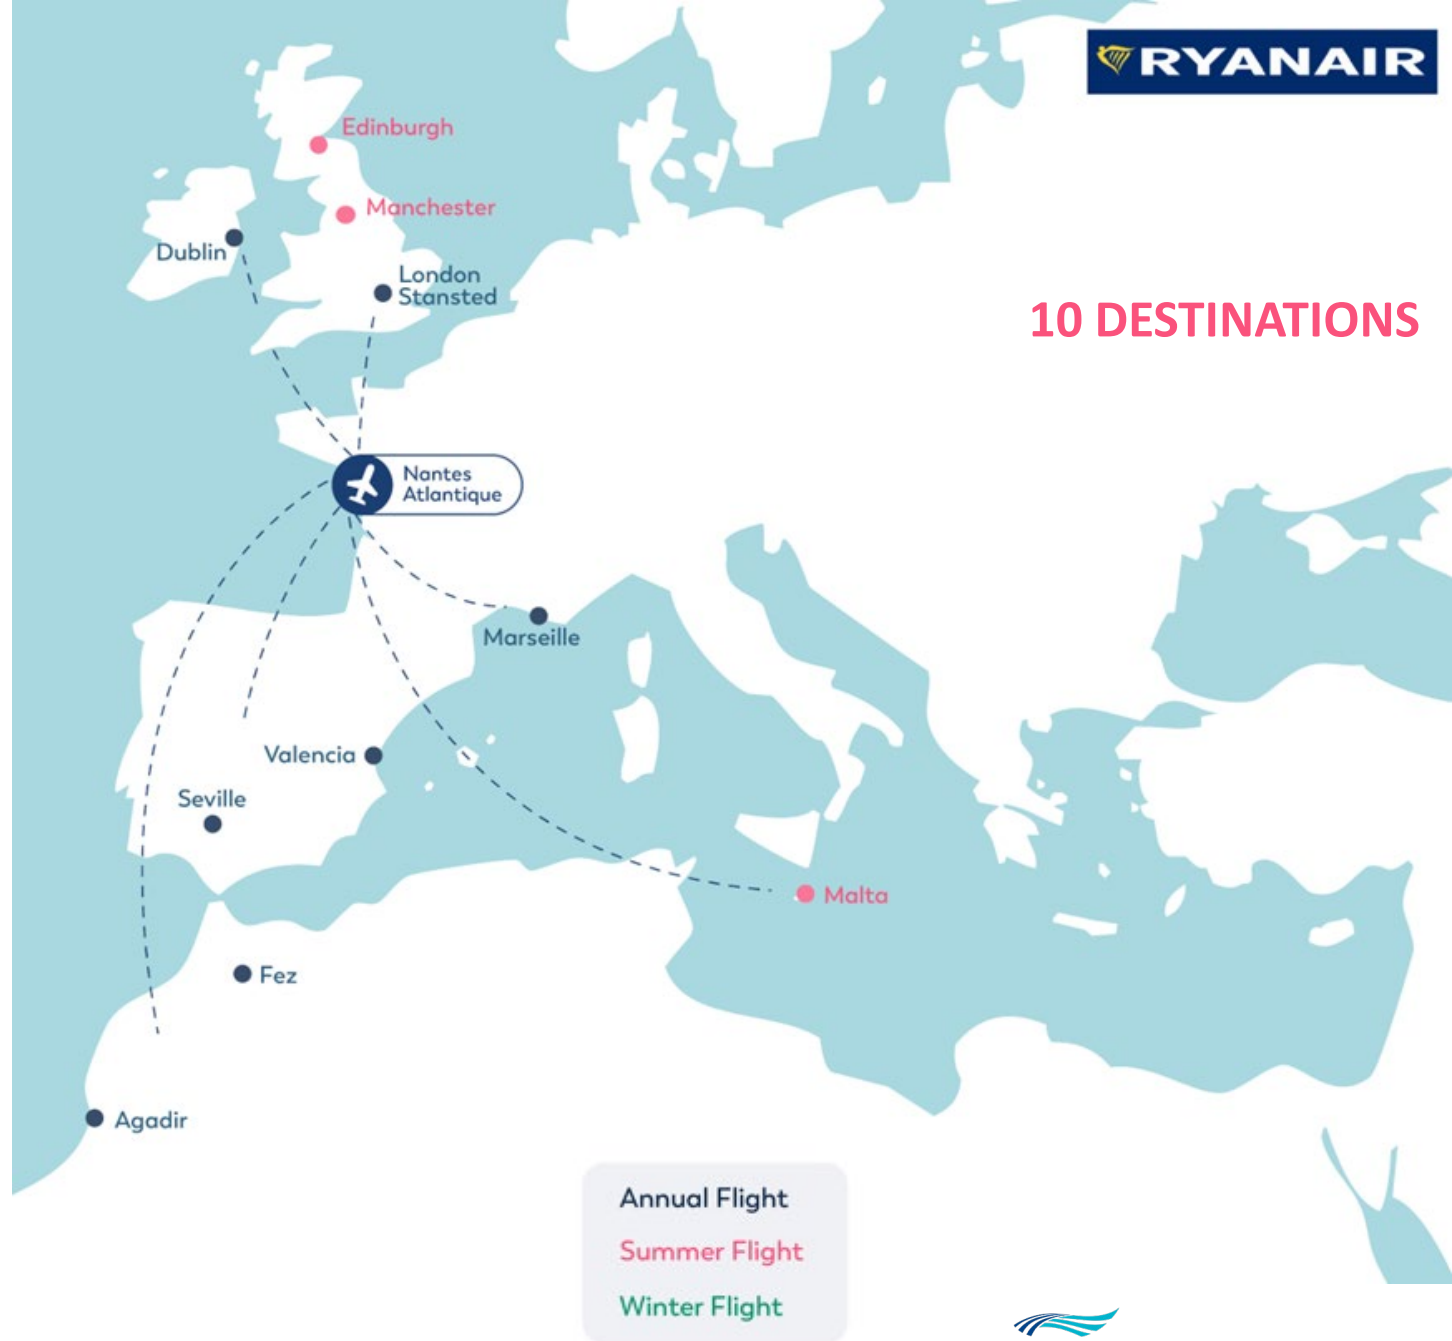 RYANAIR
Edinburgh
Manchester
Dublin
London
Stansted
10 DESTINATIONS
Nantes
Atlantique
Marseille
Valencia
Seville
Malta
Fez
Agadir
Annual Flight
Summer Flight
Winter Flight